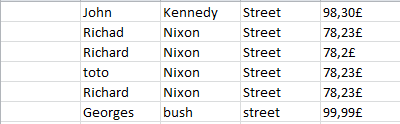 John Kennedy Street 98,30£
Richad Nixon Street 78,23£
Richard Nixon Street 78,2£
toto Nixon Street 78,23£
Richard Nixon Street 78,23£
Georges bush street 99,99£